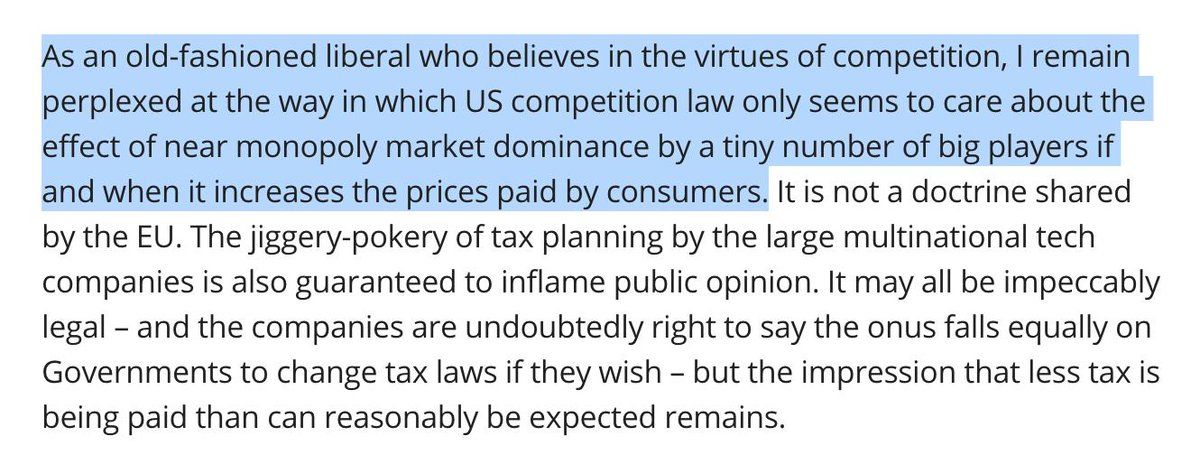 As an old-fashioned liberal who believes in the virtues of competition, I remain
perplexed at the way in which US competition law only seems to care about the
effect of near monopoly market dominance by a tiny number of big players if
and when it increases the prices paid by consumers. It is not a doctrine shared
by the EU. The jiggery-pokery of tax planning by the large multinational tech
companies is also guaranteed to inflame public opinion. It may all be impeccably
legal – and the companies are undoubtedly right to say the onus falls equally on
Governments to change tax laws if they wish – but the impression that less tax is
being paid than can reasonably be expected remains.